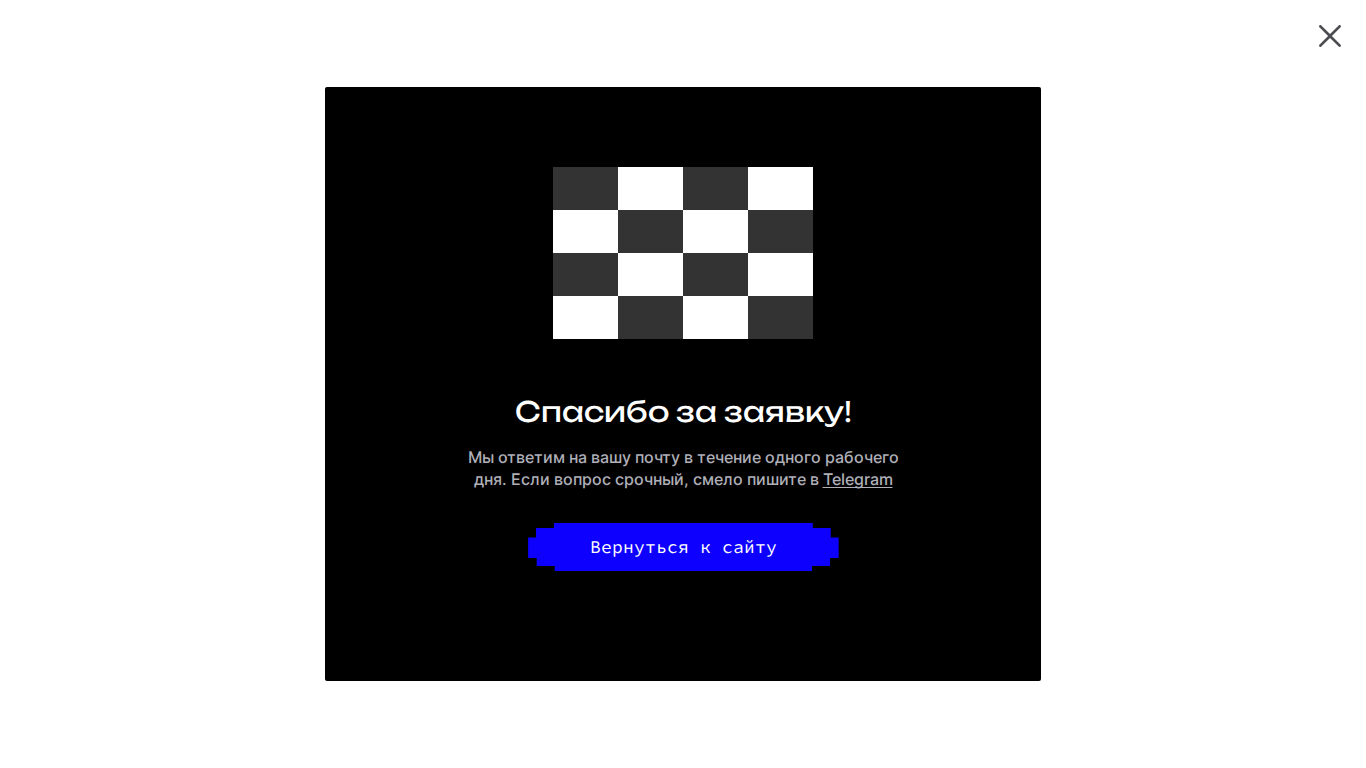 Спасибо за заявку!
Мы ответим на вашу почту в течение одного рабочего
дня. Если вопрос срочный, смело пишите в Telegram
Вернуться к сайту